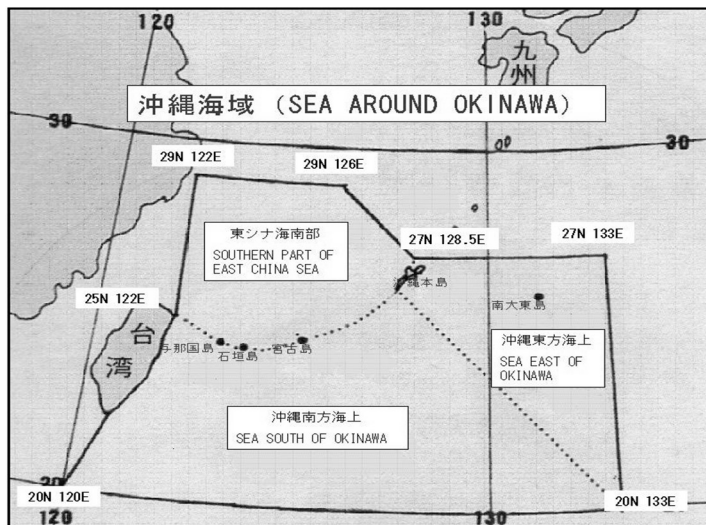 120
130
九州
沖縄海域 (SEA AROUND OKINAWA)
30
30
29N 122E
29N 126E
27N 128.5E
27N 133E
東シナ海南部
SOUTHERN PART OF
EAST CHINA SEA
沖縄本島
25N 122E
南大東島
台湾
与那国島
石垣島
宮古島
沖縄東方海上
SEA EAST OF
OKINAWA
沖縄南方海上
SEA SOUTH OF OKINAWA
20N 120E
20N 133E
120
130